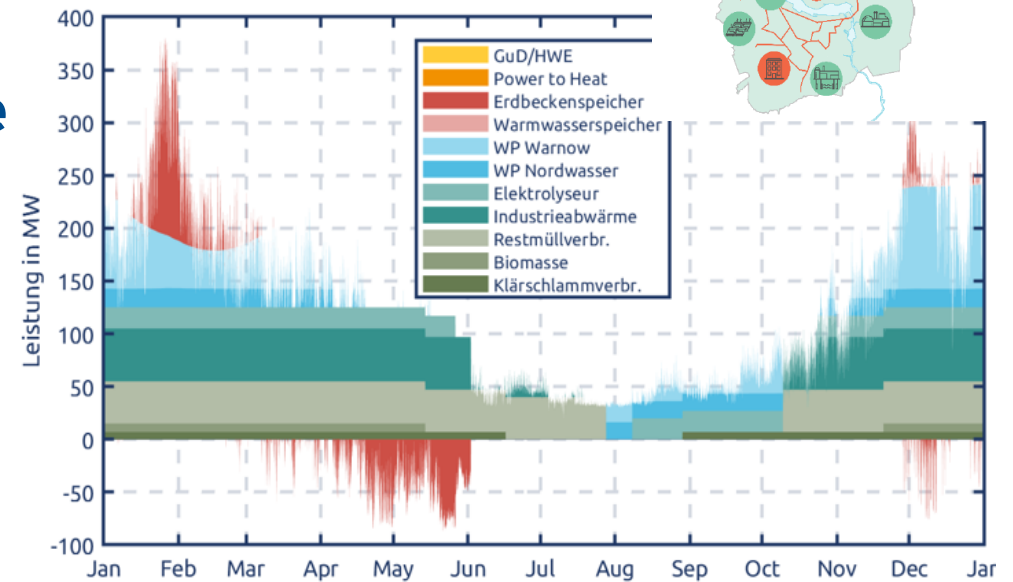 e
400
350
300
250
200
150
100
50
0
-50
-100
Leistung in MW
GuD/HWE
Power to Heat
Erdbeckenspeicher
Warmwasserspeicher
WP Warnow
WP Nordwasser
Elektrolyseur
Industrieabwärme
Restmüllverbr.
Biomasse
Klärschlammverbr.
Jan Feb Mar Apr May Jun Jul Aug Sep Oct Nov Dec Jan